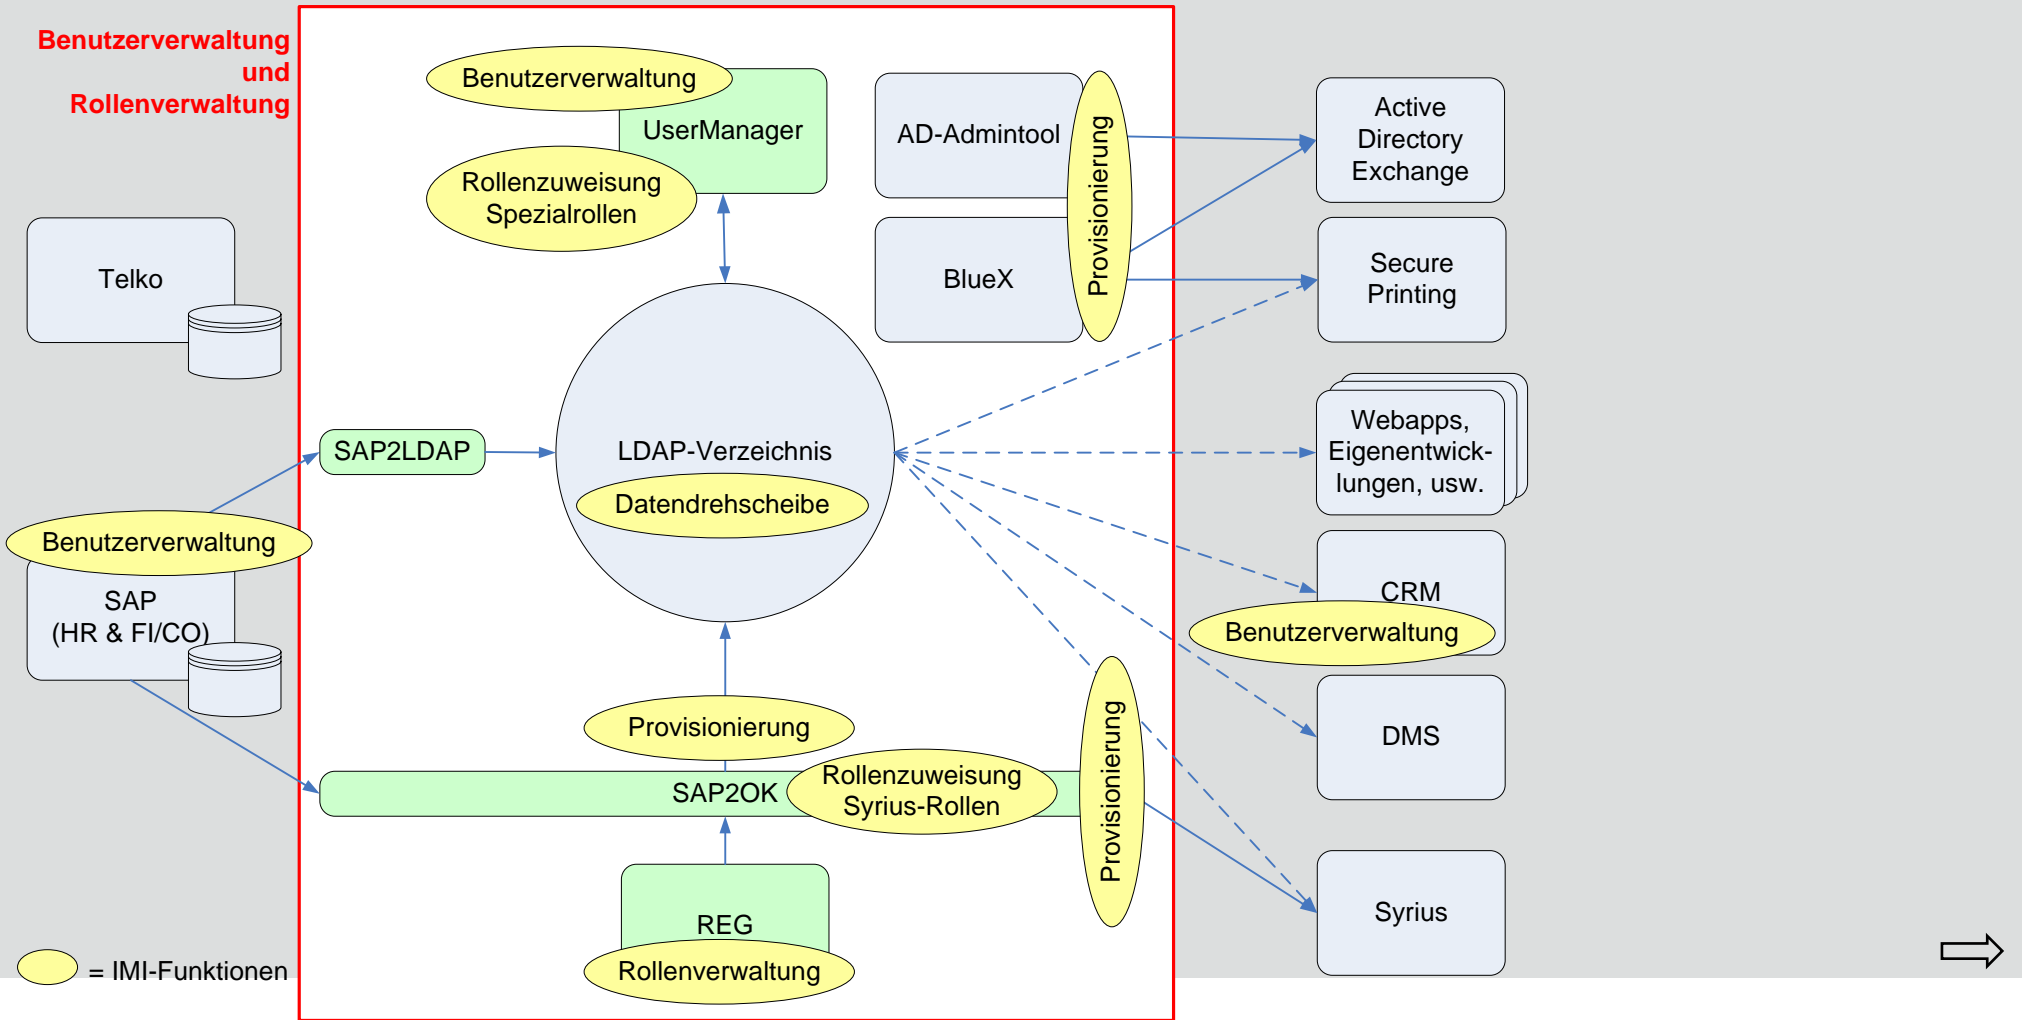 Benutzerverwaltung
und
Rollenverwaltung
Benutzerverwaltung
UserManager
Rollenzuweisung
Spezialrollen
AD-Admintool
BlueX
Provisionierung
Active
Directory
Exchange
Secure
Printing
Telko
SAP2LDAP
LDAP-Verzeichnis
Datendrehscheibe
Webapps,
Eigenentwick-
lungen, usw.
Benutzerverwaltung
SAP
(HR & FI/CO)
CRM
Benutzerverwaltung
Provisionierung
DMS
SAP2OK
Rollenzuweisung
Syrius-Rollen
Provisionierung
REG
Rollenverwaltung
Syrius
= IMI-Funktionen